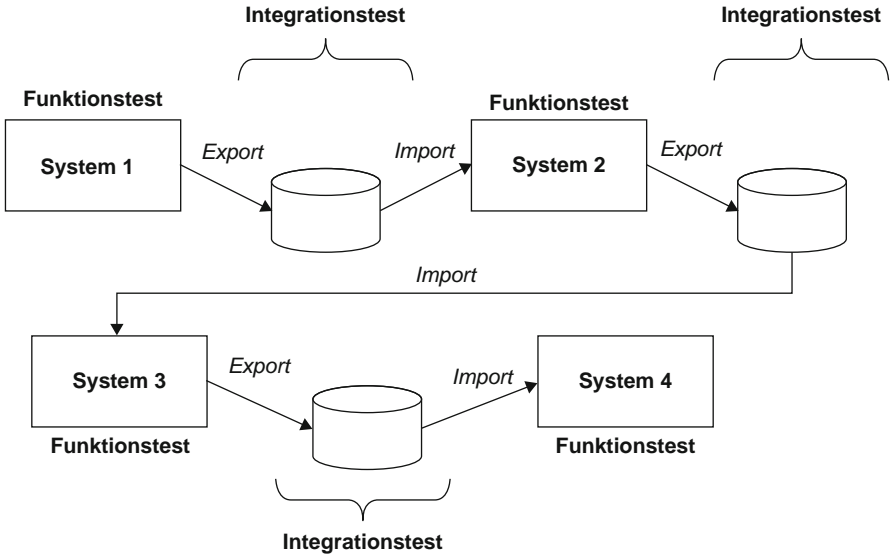 Integrationstest
Integrationstest
Funktionstest
Funktionstest
System 1
Export
Import
System 2
Export
Import
System 3
Export
Import
System 4
Funktionstest
Funktionstest
Integrationstest